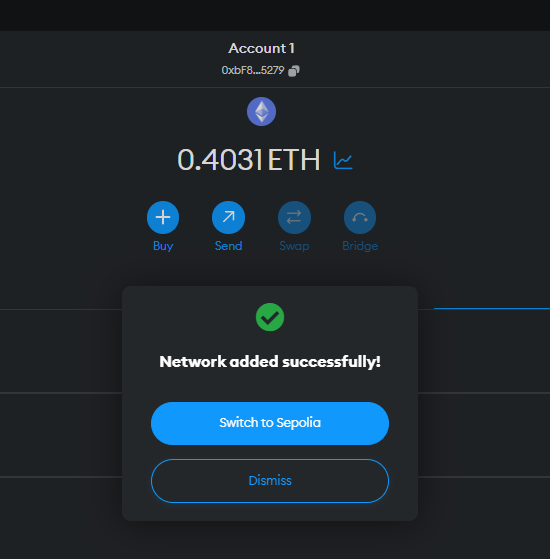 Account 1
0xbF8...5279
0.4031 ETH
Buy Send Swap Bridge
Network added successfully!
Switch to Sepolia
Dismiss